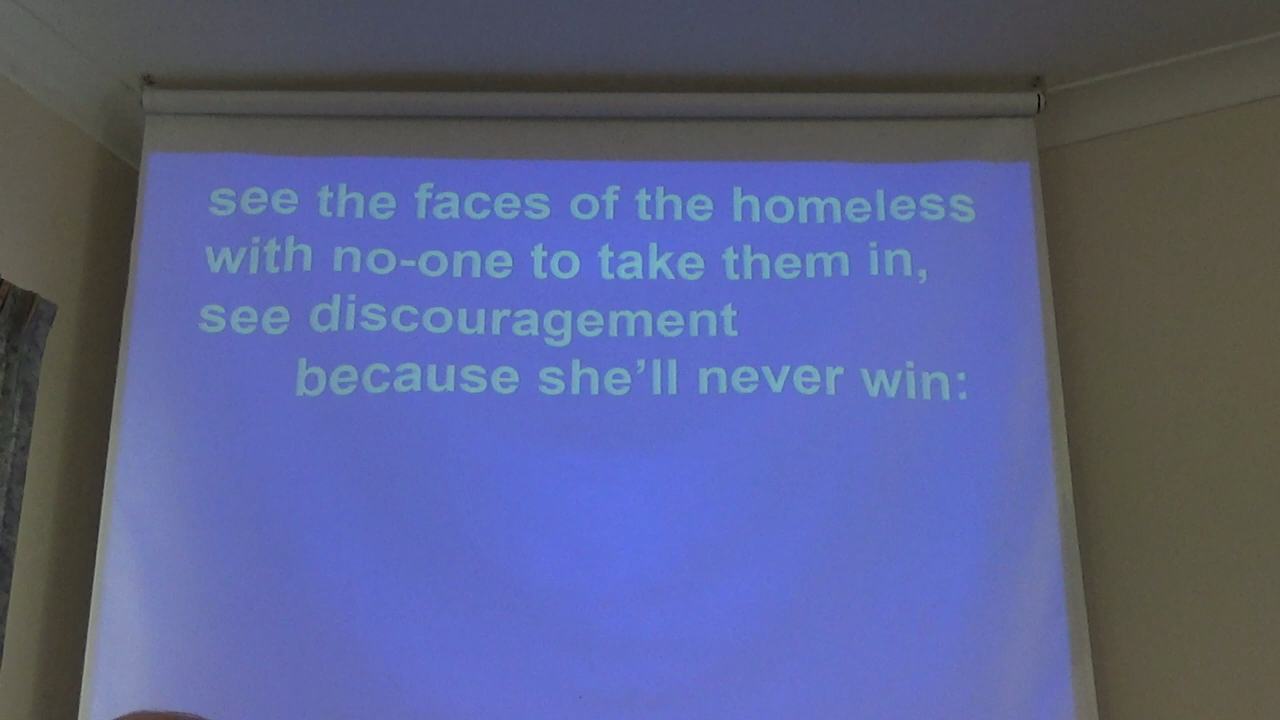 see the faces of the homeless
with no-one to take them in,
see discouragement
because she’ll never win: